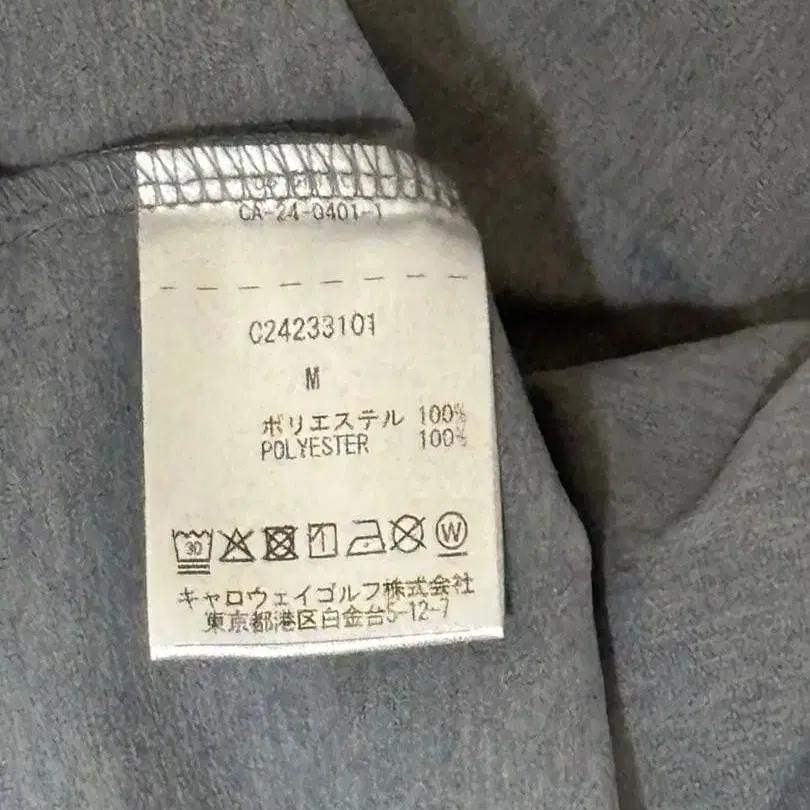 CA-24-0401-1
C24233101
M
ポリエステル 100%
POLYESTER 100%
30 W
キャロウェイゴルフ株式会社
東京都港区白金台5-12-7